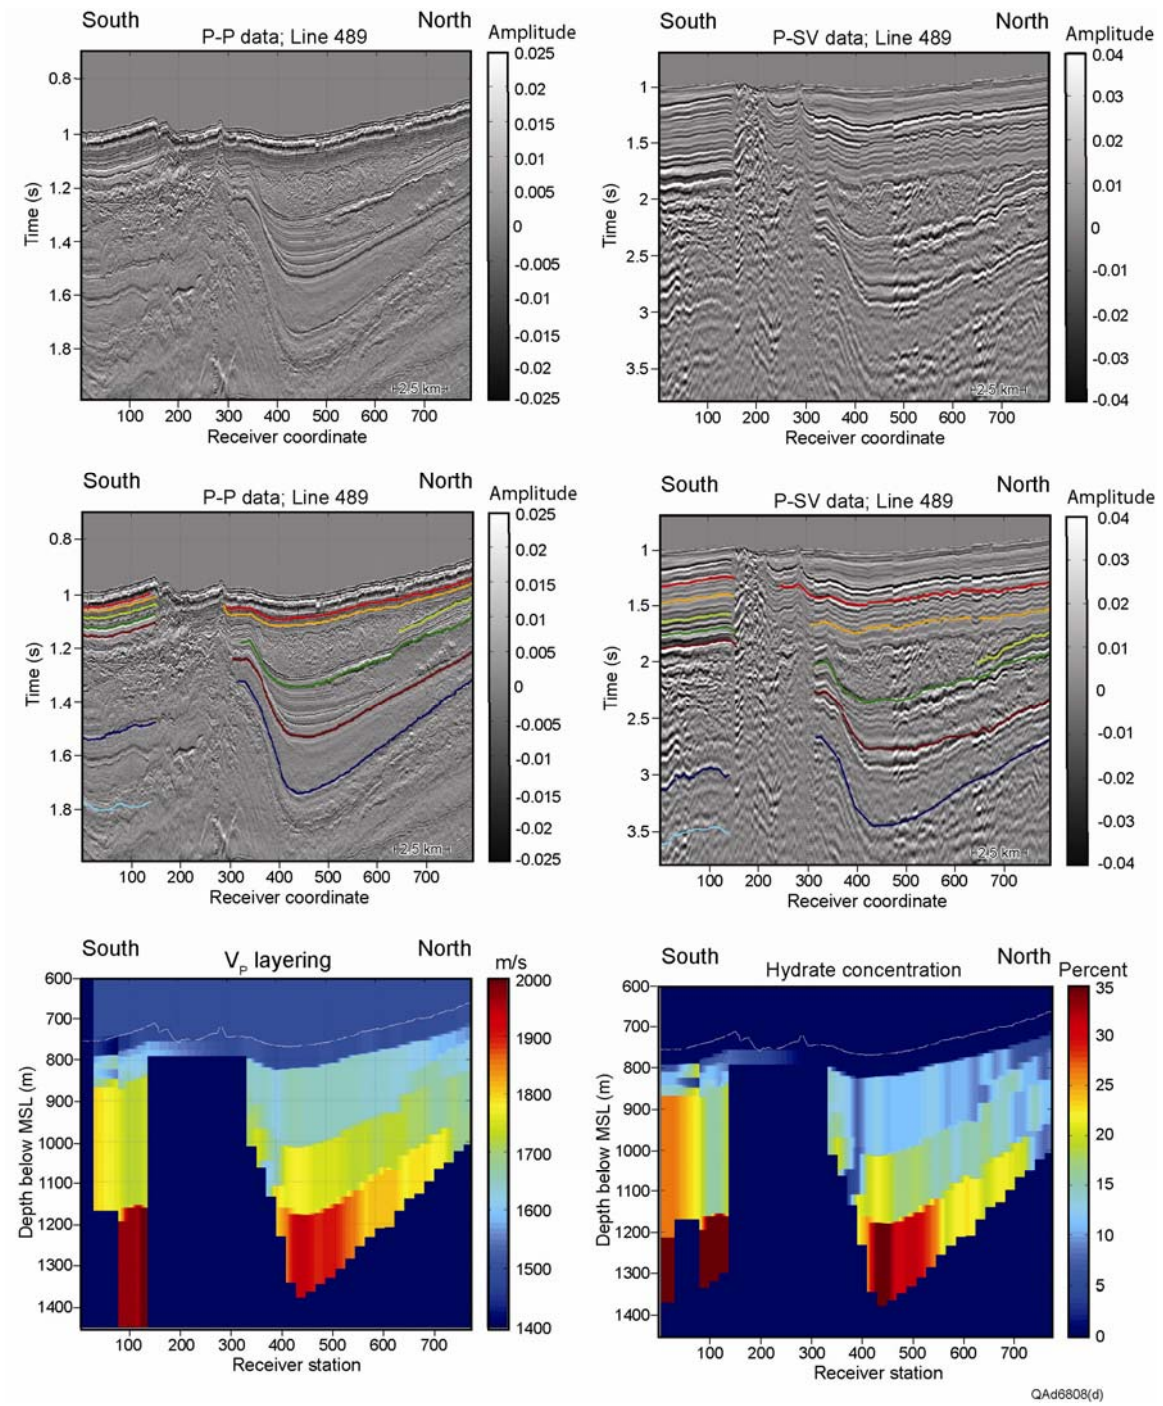 South North
P-P data; Line 489
Amplitude
0.025
0.02
0.015
0.01
0.005
0
-0.005
-0.01
-0.015
-0.02
-0.025
0.8
1
1.2
1.4
1.6
1.8
Time (s)
2.5 km
100 200 300 400 500 600 700
Receiver coordinate
South North
P-SV data; Line 489
Amplitude
0.04
0.03
0.02
0.01
0
-0.01
-0.02
-0.03
-0.04
1
1.5
2
2.5
3
3.5
Time (s)
2.5 km
100 200 300 400 500 600 700
Receiver coordinate
South North
P-P data; Line 489
Amplitude
0.025
0.02
0.015
0.01
0.005
0
-0.005
-0.01
-0.015
-0.02
-0.025
0.8
1
1.2
1.4
1.6
1.8
Time (s)
2.5 km
100 200 300 400 500 600 700
Receiver coordinate
South North
P-SV data; Line 489
Amplitude
0.04
0.03
0.02
0.01
0
-0.01
-0.02
-0.03
-0.04
1
1.5
2
2.5
3
3.5
Time (s)
2.5 km
100 200 300 400 500 600 700
Receiver coordinate
South North
VP layering
m/s
2000
1900
1800
1700
1600
1500
1400
600
700
800
900
1000
1100
1200
1300
1400
Depth below MSL (m)
100 200 300 400 500 600 700
Receiver station
South North
Hydrate concentration
Percent
35
30
25
20
15
10
5
0
600
700
800
900
1000
1100
1200
1300
1400
Depth below MSL (m)
100 200 300 400 500 600 700
Receiver station
QAd6808(d)